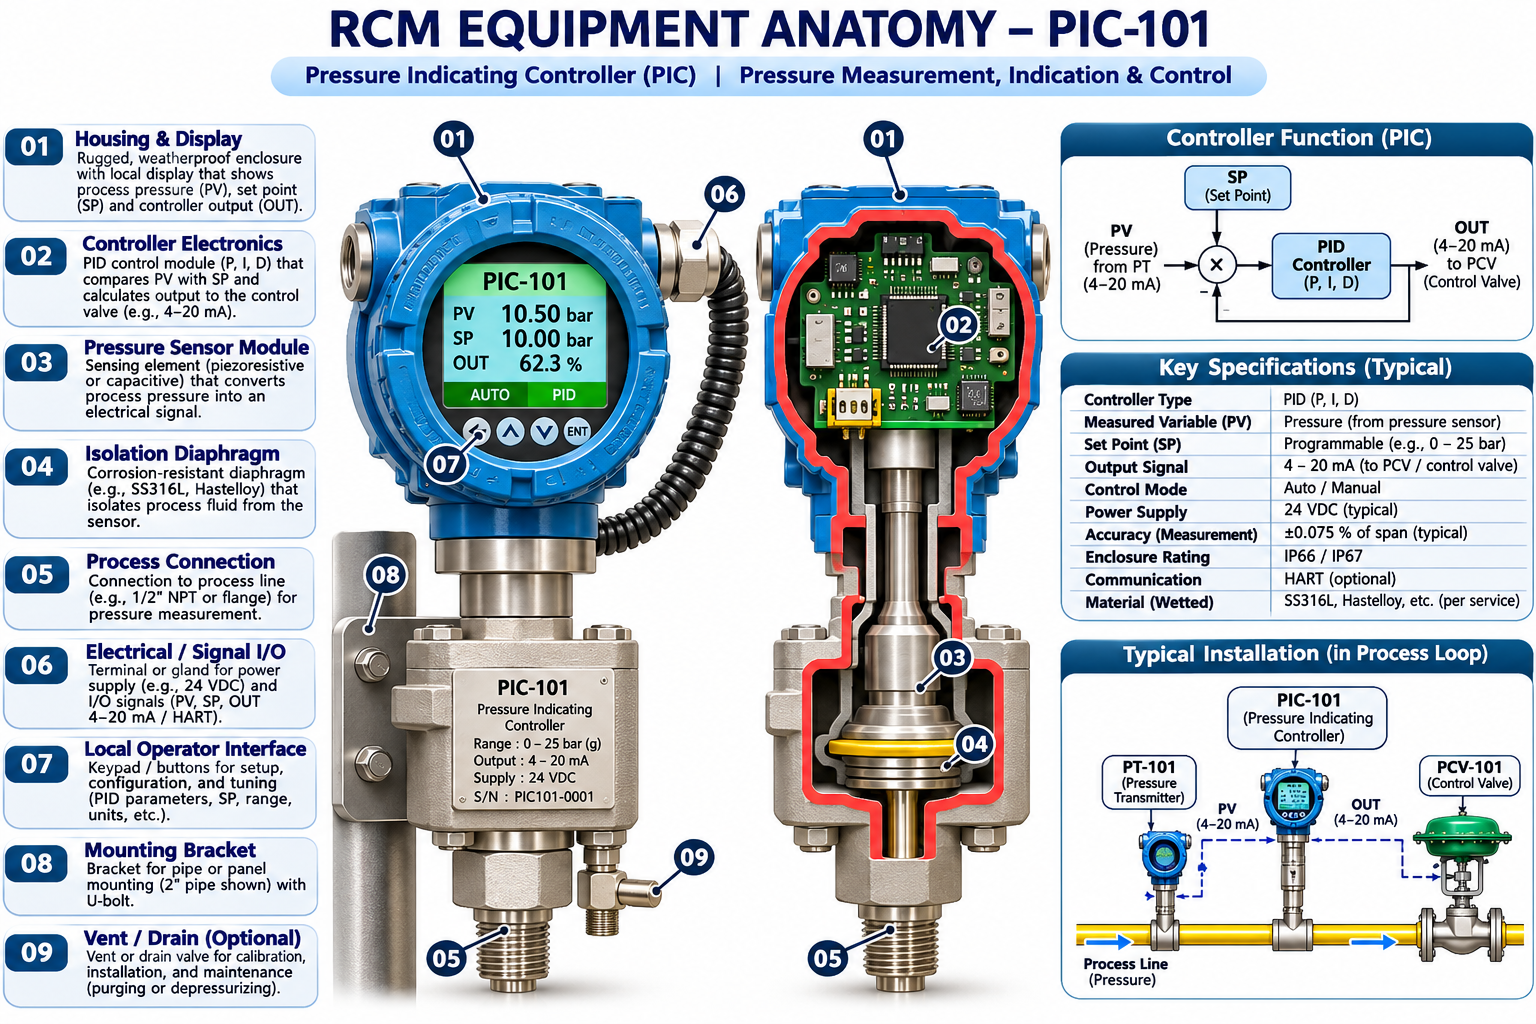 RCM EQUIPMENT ANATOMY – PIC-101
Pressure Indicating Controller (PIC) | Pressure Measurement, Indication & Control
01
Housing & Display
Rugged, weatherproof enclosure
with local display that shows
process pressure (PV), set point
(SP) and controller output (OUT).
02
Controller Electronics
PID control module (P, I, D) that
compares PV with SP and
calculates output to the control
valve (e.g., 4–20 mA).
03
Pressure Sensor Module
Sensing element (piezoresistive
or capacitive) that converts
process pressure into an
electrical signal.
04
Isolation Diaphragm
Corrosion-resistant diaphragm
(e.g., SS316L, Hastelloy) that
isolates process fluid from the
sensor.
05
Process Connection
Connection to process line
(e.g., 1/2" NPT or flange) for
pressure measurement.
06
Electrical / Signal I/O
Terminal or gland for power
supply (e.g., 24 VDC) and
I/O signals (PV, SP, OUT
4–20 mA / HART).
07
Local Operator Interface
Keypad / buttons for setup,
configuration, and tuning
(PID parameters, SP, range,
units, etc.).
08
Mounting Bracket
Bracket for pipe or panel
mounting (2" pipe shown) with
U-bolt.
09
Vent / Drain (Optional)
Vent or drain valve for calibration,
installation, and maintenance
(purging or depressurizing).
01
06
PIC-101
PV 10.50 bar
SP 10.00 bar
OUT 62.3 %
AUTO PID
ENT
07
08
PIC-101
Pressure Indicating
Controller
Range : 0 – 25 bar (g)
Output : 4 – 20 mA
Supply : 24 VDC
S/N : PIC101-0001
09
05
01
02
03
04
05
Controller Function (PIC)
SP
(Set Point)
PV
(Pressure)
from PT
(4–20 mA)
×
–
PID
Controller
(P, I, D)
OUT
(4–20 mA)
to PCV
(Control Valve)
Key Specifications (Typical)
Controller Type PID (P, I, D)
Measured Variable (PV) Pressure (from pressure sensor)
Set Point (SP) Programmable (e.g., 0 – 25 bar)
Output Signal 4 – 20 mA (to PCV / control valve)
Control Mode Auto / Manual
Power Supply 24 VDC (typical)
Accuracy (Measurement) ±0.075 % of span (typical)
Enclosure Rating IP66 / IP67
Communication HART (optional)
Material (Wetted) SS316L, Hastelloy, etc. (per service)
Typical Installation (in Process Loop)
PIC-101
(Pressure Indicating
Controller)
PT-101
(Pressure
Transmitter)
PV
(4–20 mA)
OUT
(4–20 mA)
PCV-101
(Control Valve)
Process Line
(Pressure)